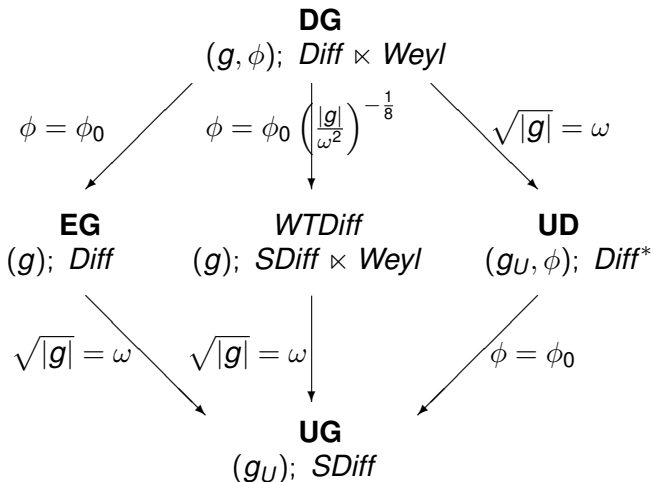 DG
(g, ϕ); Diff ⋉ Weyl
ϕ = ϕ₀
ϕ = ϕ₀ (|g|/ω²)^(-1/8)
√|g| = ω
EG
(g); Diff
WTDiff
(g); SDiff ⋉ Weyl
UD
(g_U, ϕ); Diff*
√|g| = ω
√|g| = ω
ϕ = ϕ₀
UG
(g_U); SDiff